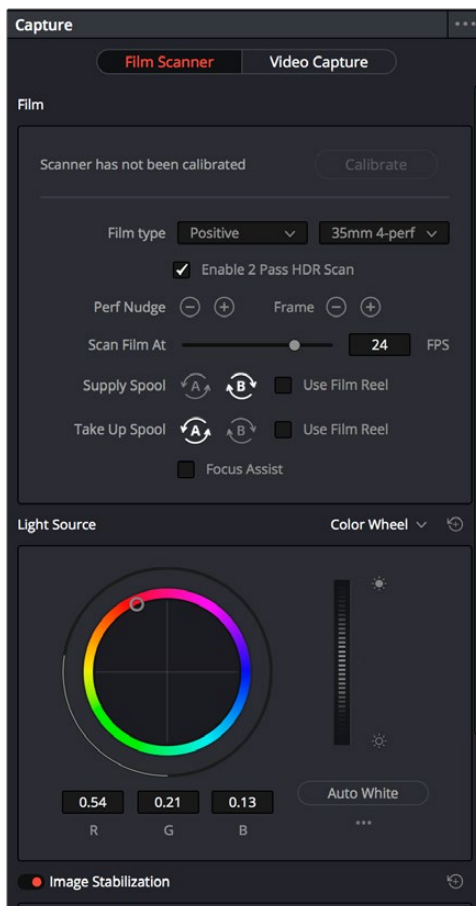 Capture
Film Scanner Video Capture
Film
Scanner has not been calibrated Calibrate
Film type Positive 35mm 4-perf
Enable 2 Pass HDR Scan
Perf Nudge Frame
Scan Film At 24 FPS
Supply Spool A B Use Film Reel
Take Up Spool A B Use Film Reel
Focus Assist
Light Source Color Wheel
0.54 0.21 0.13 Auto White
R G B
Image Stabilization